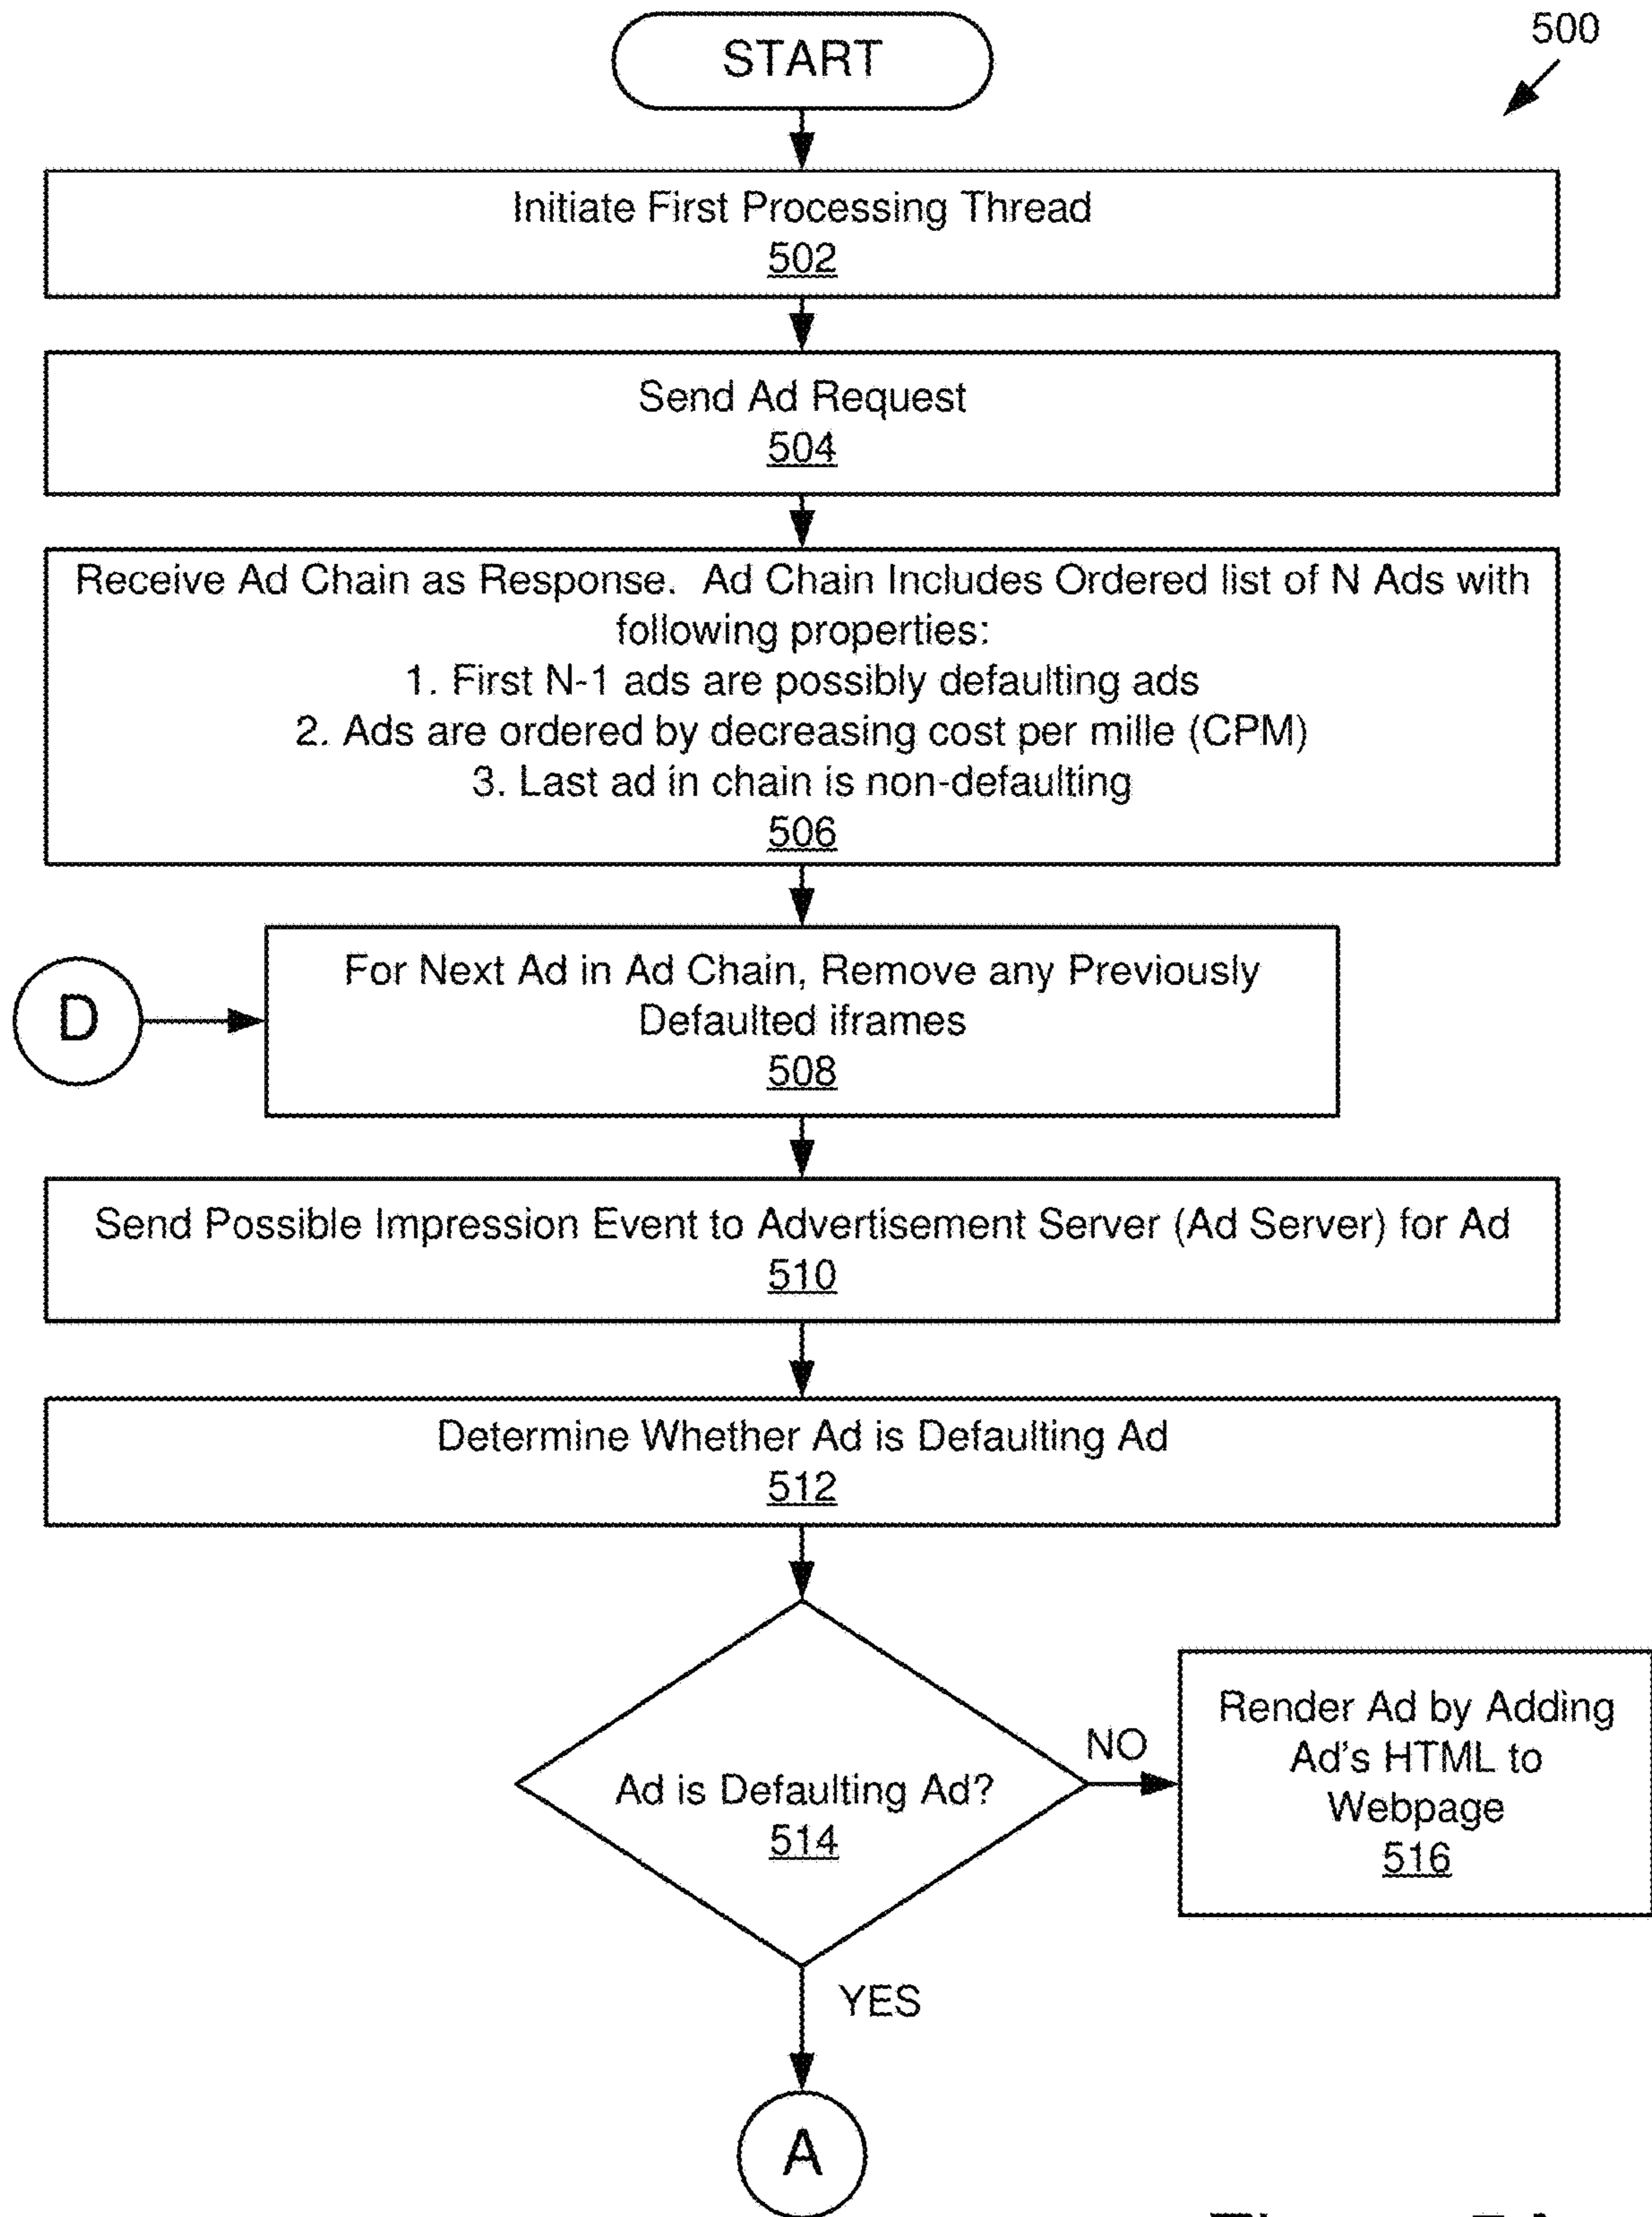 START
500
Initiate First Processing Thread
502
Send Ad Request
504
Receive Ad Chain as Response. Ad Chain Includes Ordered list of N Ads with
following properties:
1. First N-1 ads are possibly defaulting ads
2. Ads are ordered by decreasing cost per mille (CPM)
3. Last ad in chain is non-defaulting
506
D
For Next Ad in Ad Chain, Remove any Previously
Defaulted iframes
508
Send Possible Impression Event to Advertisement Server (Ad Server) for Ad
510
Determine Whether Ad is Defaulting Ad
512
Ad is Defaulting Ad?
514
NO
Render Ad by Adding
Ad's HTML to
Webpage
516
YES
A